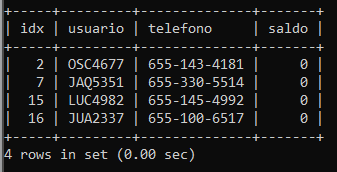 +-----+---------+--------------+-------+
| idx | usuario | telefono     | saldo |
+-----+---------+--------------+-------+
|   2 | OSC4677 | 655-143-4181 |     0 |
|   7 | JAQ5351 | 655-330-5514 |     0 |
|  15 | LUC4982 | 655-145-4992 |     0 |
|  16 | JUA2337 | 655-100-6517 |     0 |
+-----+---------+--------------+-------+
4 rows in set (0.00 sec)